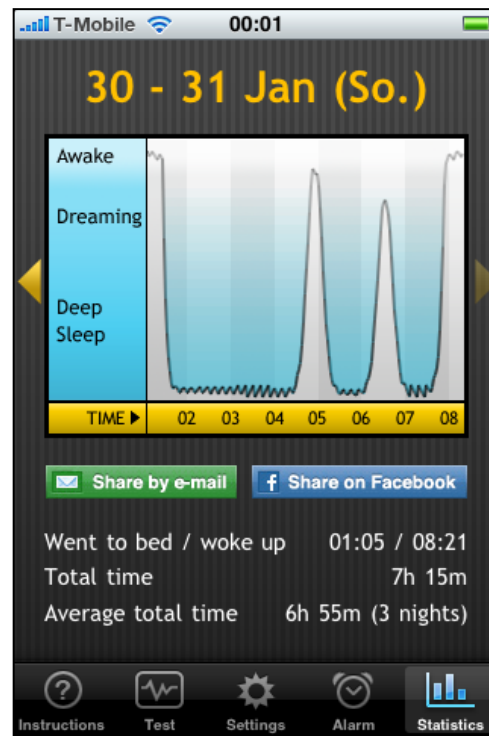 T-Mobile 00:01
30 - 31 Jan (So.)
Awake
Dreaming
Deep
Sleep
TIME 02 03 04 05 06 07 08
Share by e-mail f Share on Facebook
Went to bed / woke up 01:05 / 08:21
Total time 7h 15m
Average total time 6h 55m (3 nights)
?
Instructions Test Settings Alarm Statistics